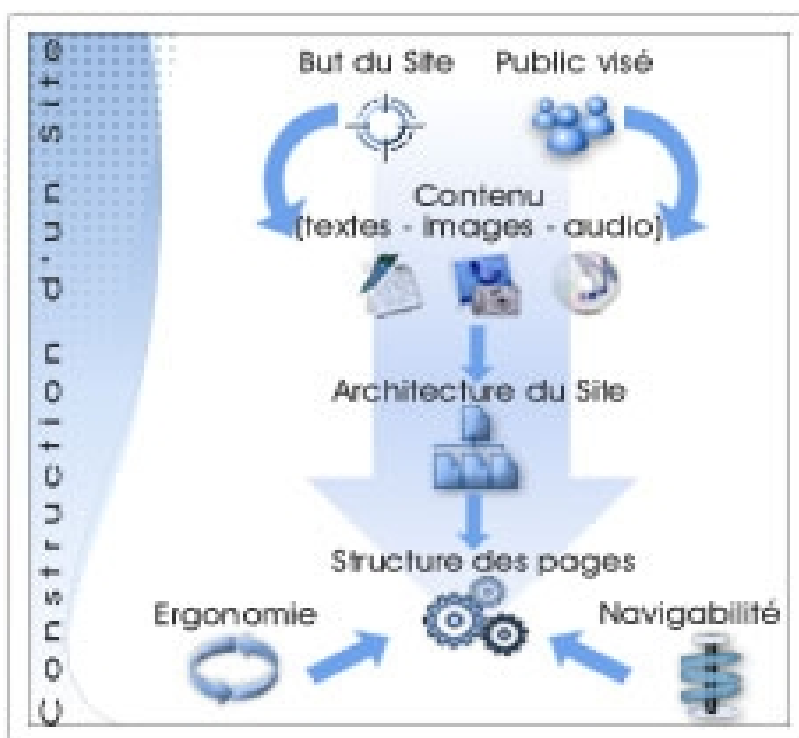 Construction d'un Site
But du Site
Public visé
Contenu
(textes - images - audio)
Architecture du Site
Structure des pages
Ergonomie
Navigabilité